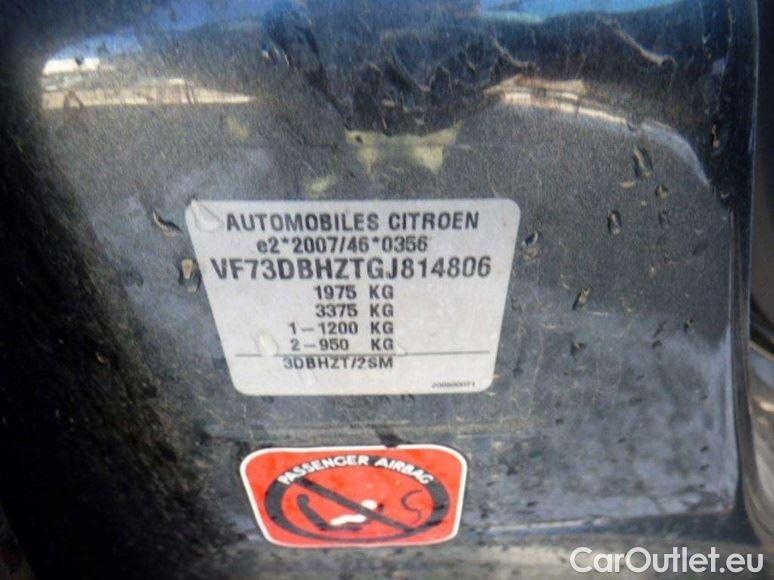 AUTOMOBILES CITROEN
e2*2007/46*0356
VF73DBHZTGJ814806
1975 KG
3375 KG
1-1200 KG
2-950 KG
3DBHZT/2SM
200900071
PASSENGER AIRBAG
CarOutlet.eu